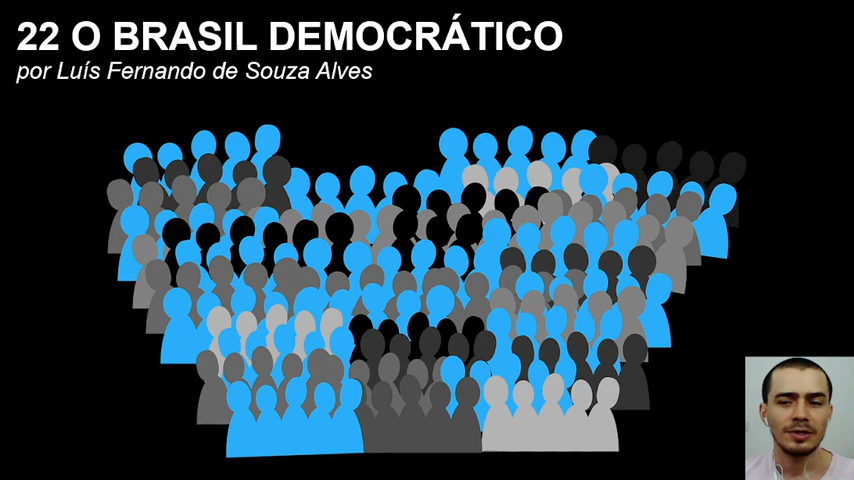 22 O BRASIL DEMOCRÁTICO
por Luís Fernando de Souza Alves